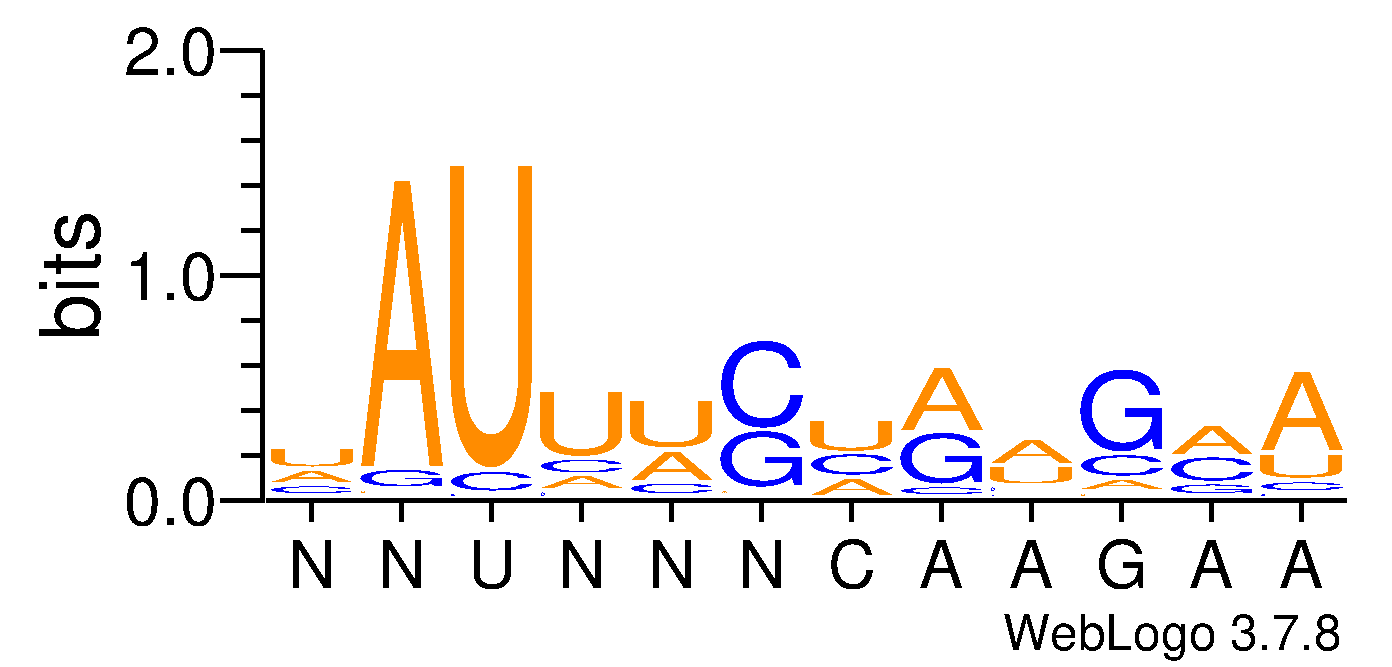 2.0
bits
1.0
0.0
U A C
A G
U C
U C A
U A C
C G
U C A
A G C
A U
G C A
A C G
A U C
N N U N N N C A A G A A
WebLogo 3.7.8